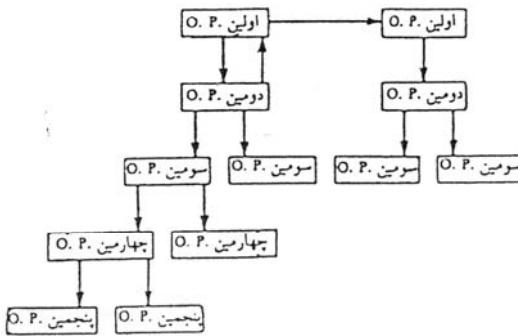 اولین O. P.
اولین O. P.
دومین O. P.
دومین O. P.
سومین O. P.
سومین O. P.
سومین O. P.
سومین O. P.
چهارمین O. P.
چهارمین O. P.
پنجمین O. P.
پنجمین O. P.